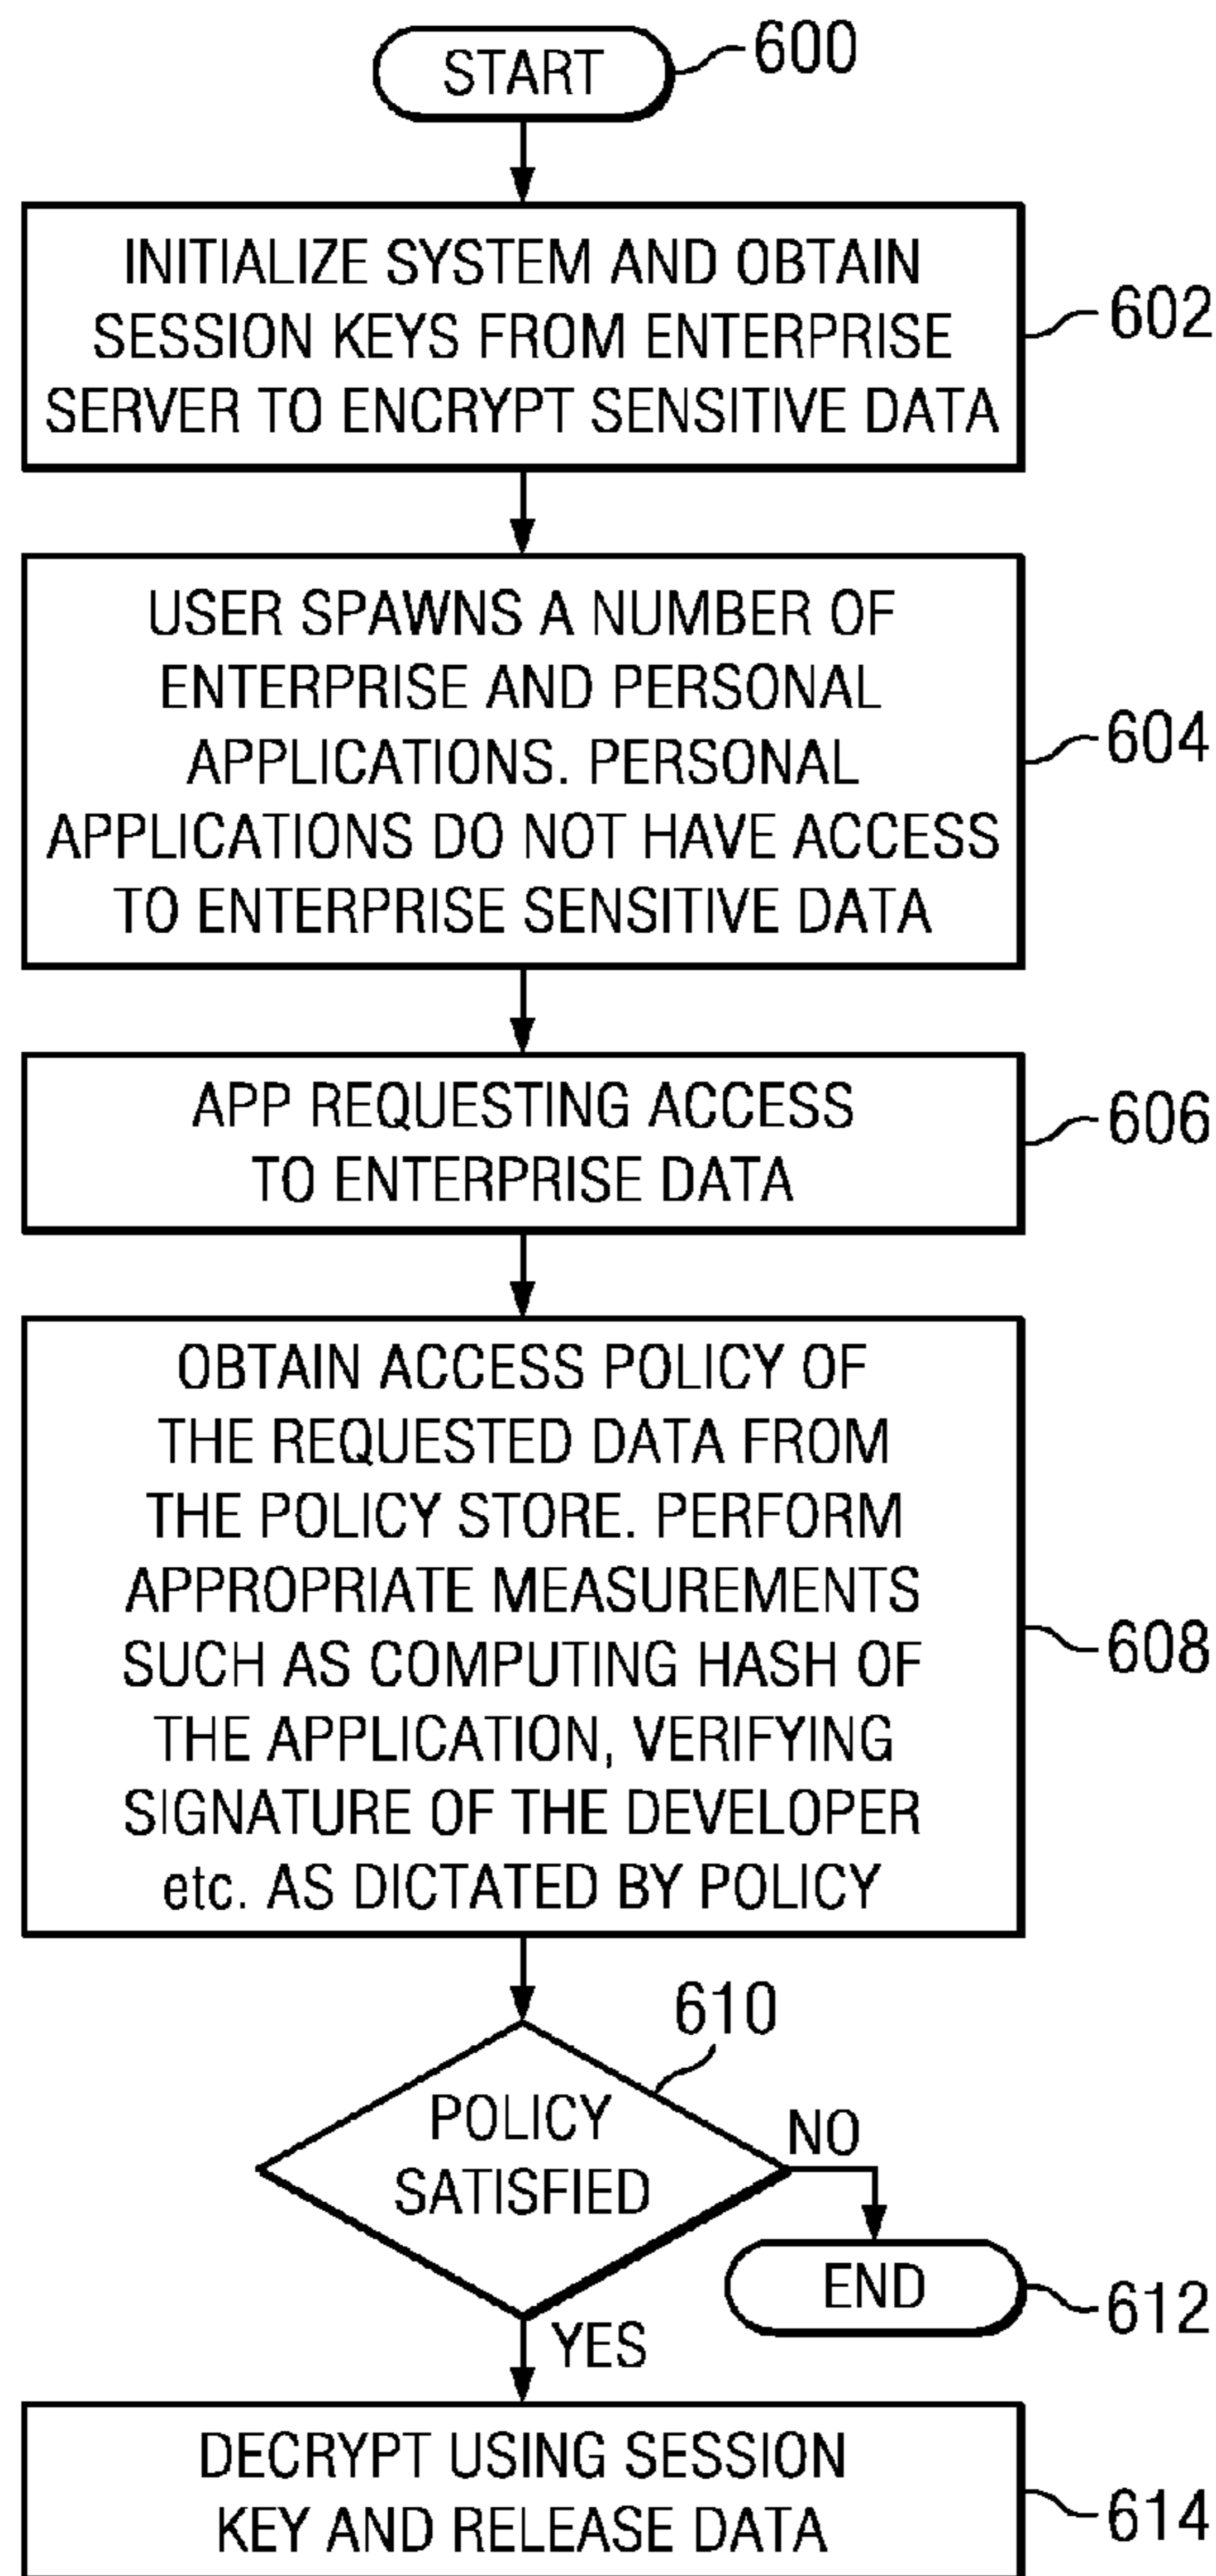 START
600
INITIALIZE SYSTEM AND OBTAIN
SESSION KEYS FROM ENTERPRISE
SERVER TO ENCRYPT SENSITIVE DATA
602
USER SPAWNS A NUMBER OF
ENTERPRISE AND PERSONAL
APPLICATIONS. PERSONAL
APPLICATIONS DO NOT HAVE ACCESS
TO ENTERPRISE SENSITIVE DATA
604
APP REQUESTING ACCESS
TO ENTERPRISE DATA
606
OBTAIN ACCESS POLICY OF
THE REQUESTED DATA FROM
THE POLICY STORE. PERFORM
APPROPRIATE MEASUREMENTS
SUCH AS COMPUTING HASH OF
THE APPLICATION, VERIFYING
SIGNATURE OF THE DEVELOPER
etc. AS DICTATED BY POLICY
608
610
POLICY
SATISFIED
NO
END
612
YES
DECRYPT USING SESSION
KEY AND RELEASE DATA
614